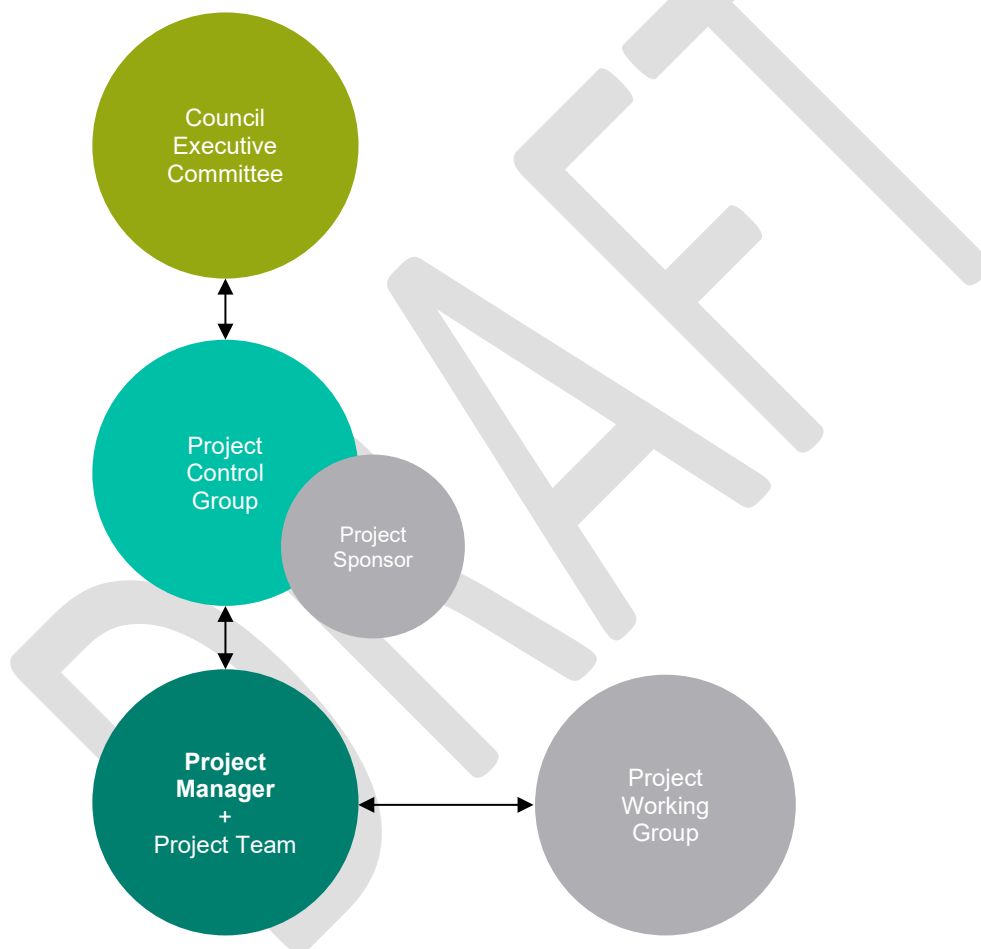 Council
Executive
Committee
Project
Control
Group
Project
Sponsor
Project
Manager
+
Project Team
Project
Working
Group
DRAFT